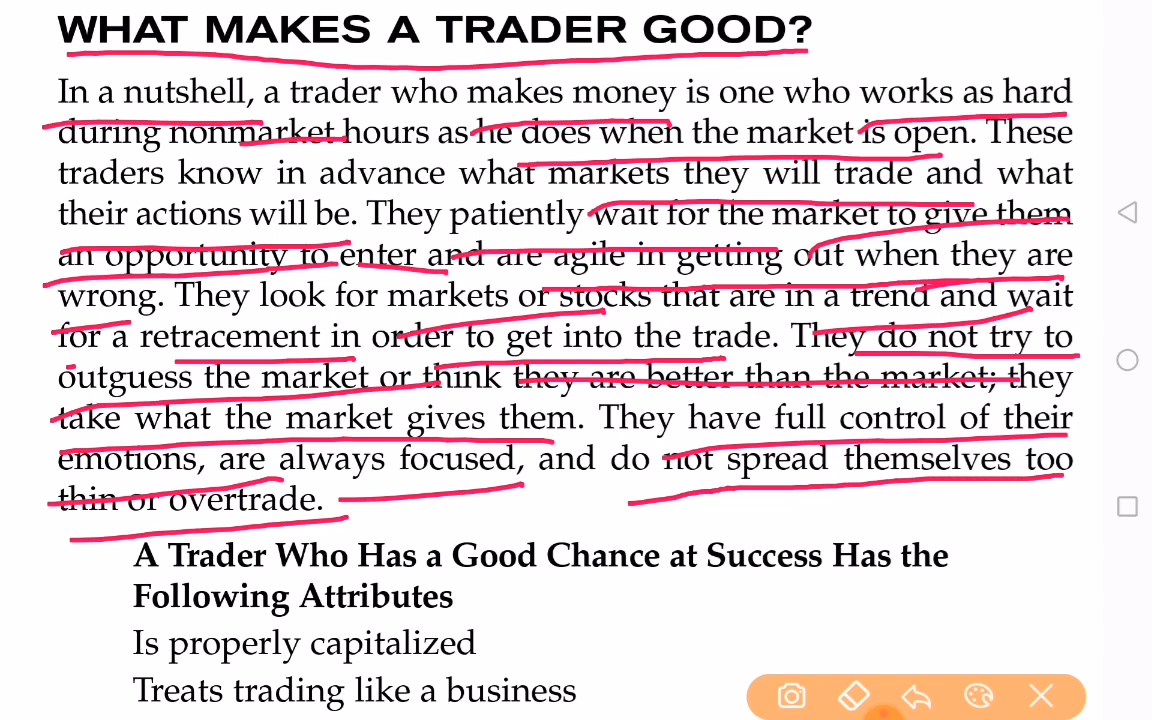 WHAT MAKES A TRADER GOOD?
In a nutshell, a trader who makes money is one who works as hard
during nonmarket hours as he does when the market is open. These
traders know in advance what markets they will trade and what
their actions will be. They patiently wait for the market to give them
an opportunity to enter and are agile in getting out when they are
wrong. They look for markets or stocks that are in a trend and wait
for a retracement in order to get into the trade. They do not try to
outguess the market or think they are better than the market; they
take what the market gives them. They have full control of their
emotions, are always focused, and do not spread themselves too
thin or overtrade.
A Trader Who Has a Good Chance at Success Has the
Following Attributes
Is properly capitalized
Treats trading like a business